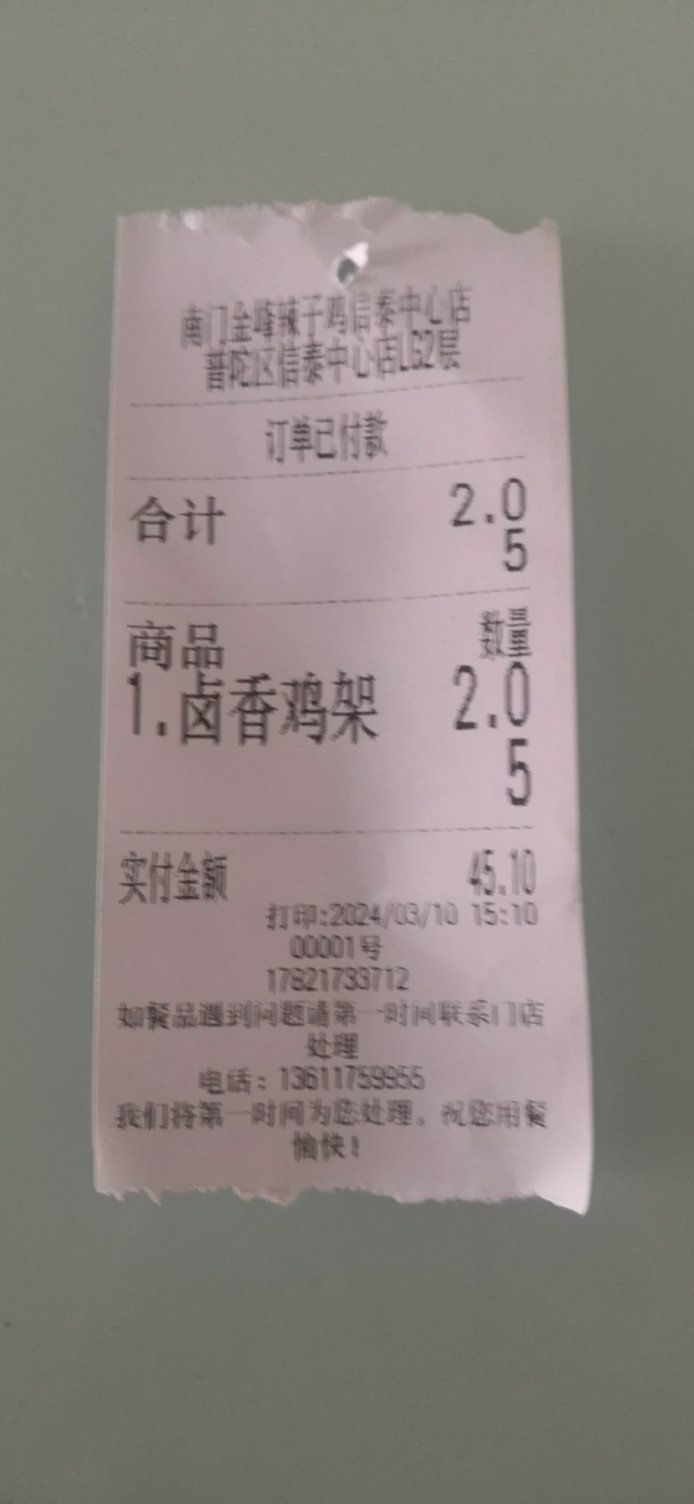 南门金峰辣子鸡信泰中心店
普陀区信泰中心店LG2层
订单已付款
合计 2.0
5
商品 数量
1.卤香鸡架 2.0
5
实付金额 45.10
打印:2024/03/10 15:10
00001号
17821733712
如餐品遇到问题请第一时间联系门店
处理
电话：13611759955
我们将第一时间为您处理，祝您用餐
愉快！